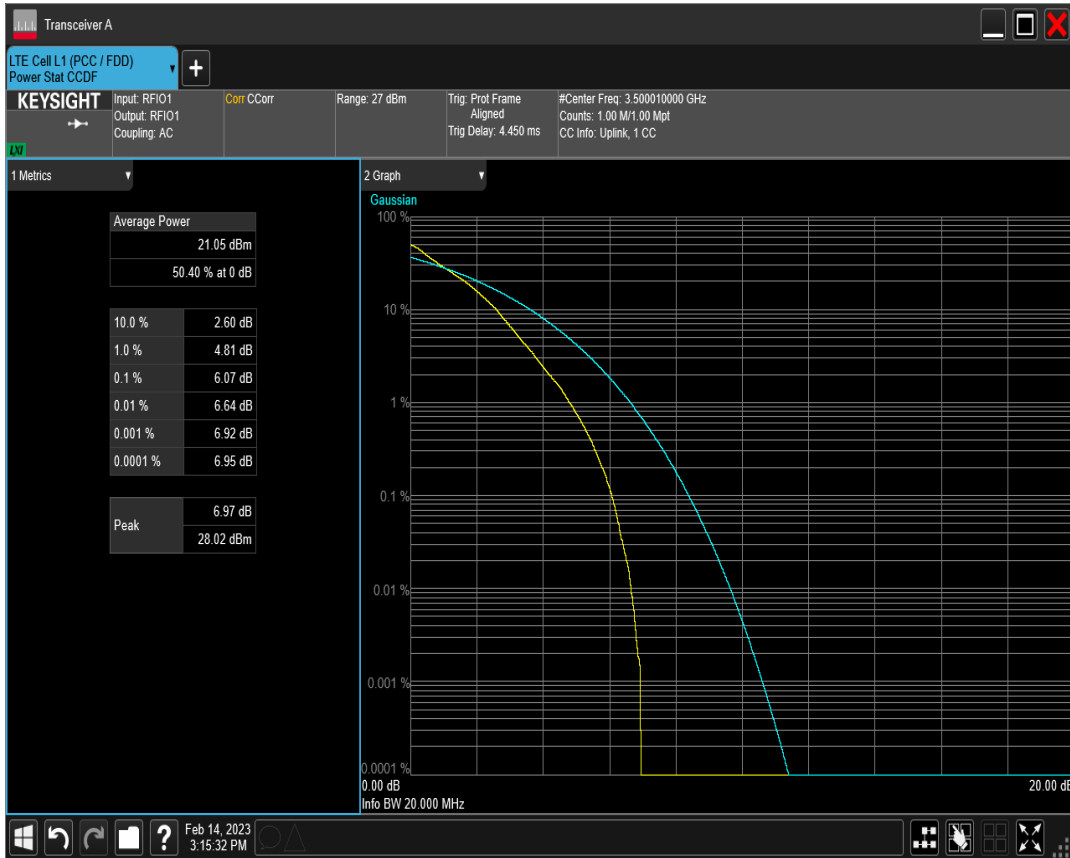 Transceiver A
LTE Cell L1 (PCC / FDD)
Power Stat CCDF
KEYSIGHT
LXI
Input: RFIO1
Output: RFIO1
Coupling: AC
Corr CCorr
Range: 27 dBm
Trig: Prot Frame
Aligned
Trig Delay: 4.450 ms
#Center Freq: 3.500010000 GHz
Counts: 1.00 M/1.00 Mpt
CC Info: Uplink, 1 CC
1 Metrics
Average Power
21.05 dBm
50.40 % at 0 dB
10.0 % 2.60 dB
1.0 % 4.81 dB
0.1 % 6.07 dB
0.01 % 6.64 dB
0.001 % 6.92 dB
0.0001 % 6.95 dB
Peak
6.97 dB
28.02 dBm
2 Graph
Gaussian
100 %
10 %
1 %
0.1 %
0.01 %
0.001 %
0.0001 %
0.00 dB 20.00 dB
Info BW 20.000 MHz
Feb 14, 2023
3:15:32 PM